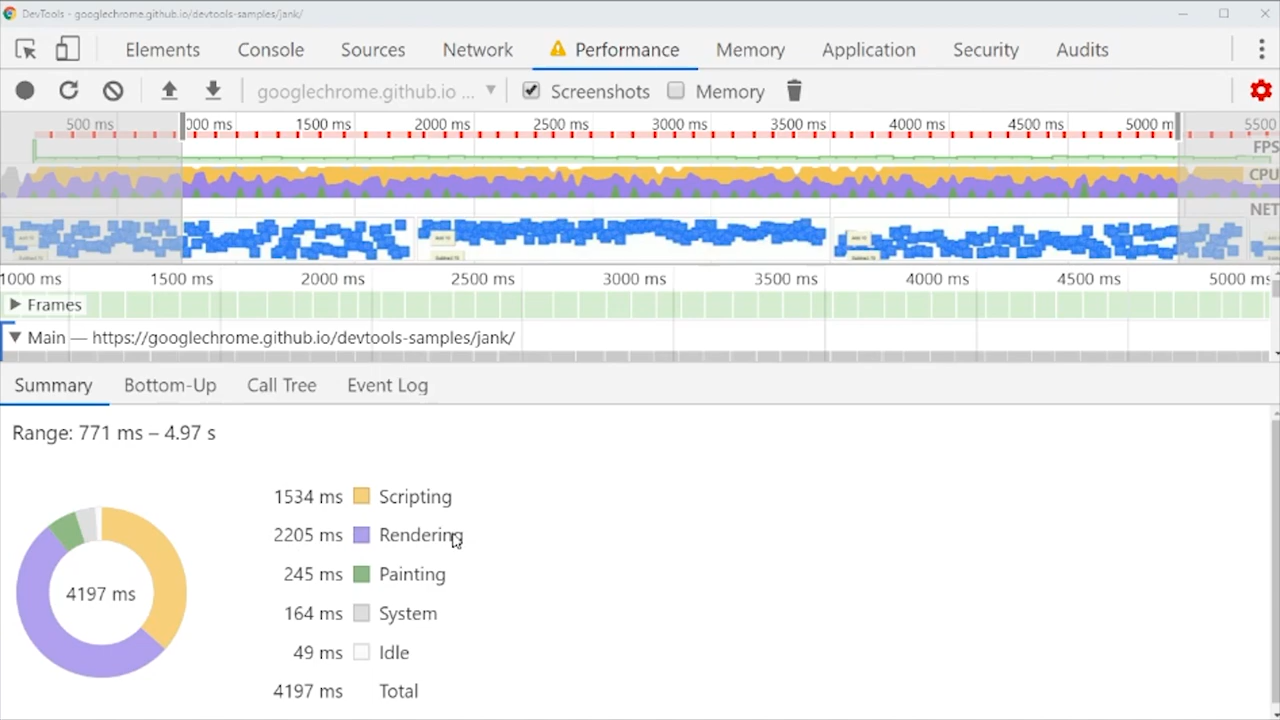 DevTools - googlechrome.github.io/devtools-samples/jank/
Elements Console Sources Network Performance Memory Application Security Audits
googlechrome.github.io ... Screenshots Memory
500 ms 000 ms 1500 ms 2000 ms 2500 ms 3000 ms 3500 ms 4000 ms 4500 ms 5000 m 5500
FPS
CPU
NET
1000 ms 1500 ms 2000 ms 2500 ms 3000 ms 3500 ms 4000 ms 4500 ms 5000 ms
Frames
Main — https://googlechrome.github.io/devtools-samples/jank/
Summary Bottom-Up Call Tree Event Log
Range: 771 ms – 4.97 s
1534 ms Scripting
2205 ms Rendering
245 ms Painting
4197 ms
164 ms System
49 ms Idle
4197 ms Total